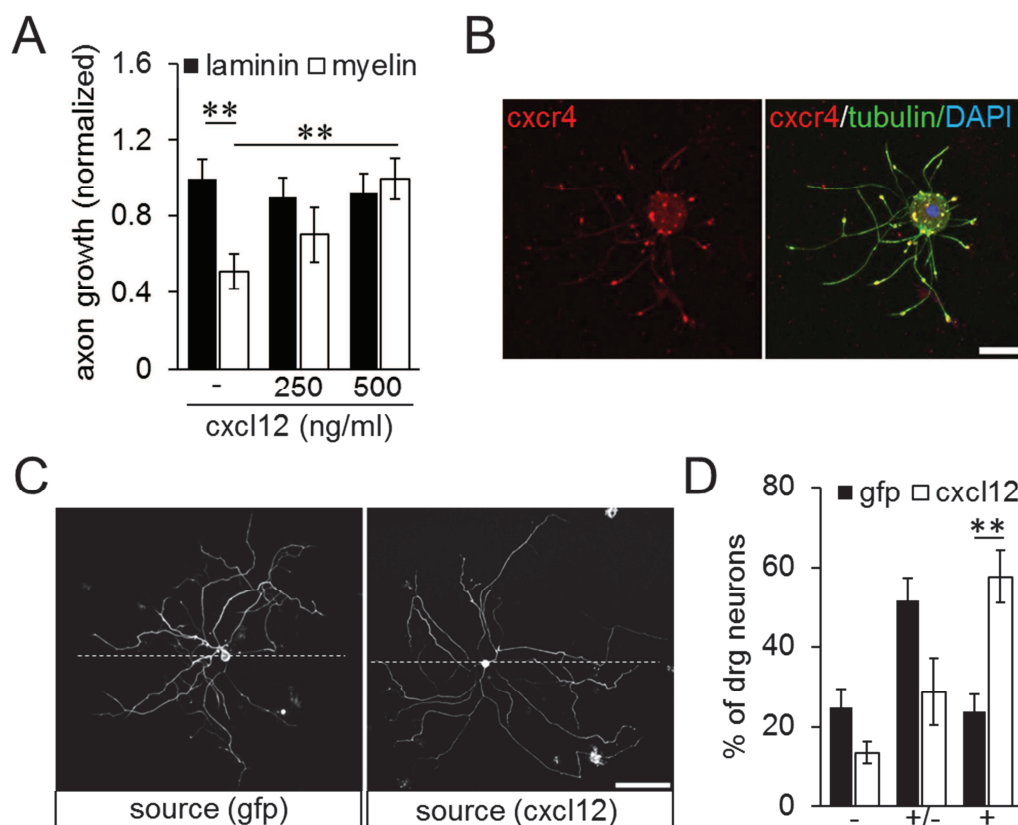 A
axon growth (normalized)
1.6
1.2
0.8
0.4
0
laminin myelin
**
**
- 250 500
cxcl12 (ng/ml)
B
cxcr4
cxcr4/tubulin/DAPI
C
source (gfp) source (cxcl12)
D
% of drg neurons
80
60
40
20
0
gfp cxcl12
**
- +/- +